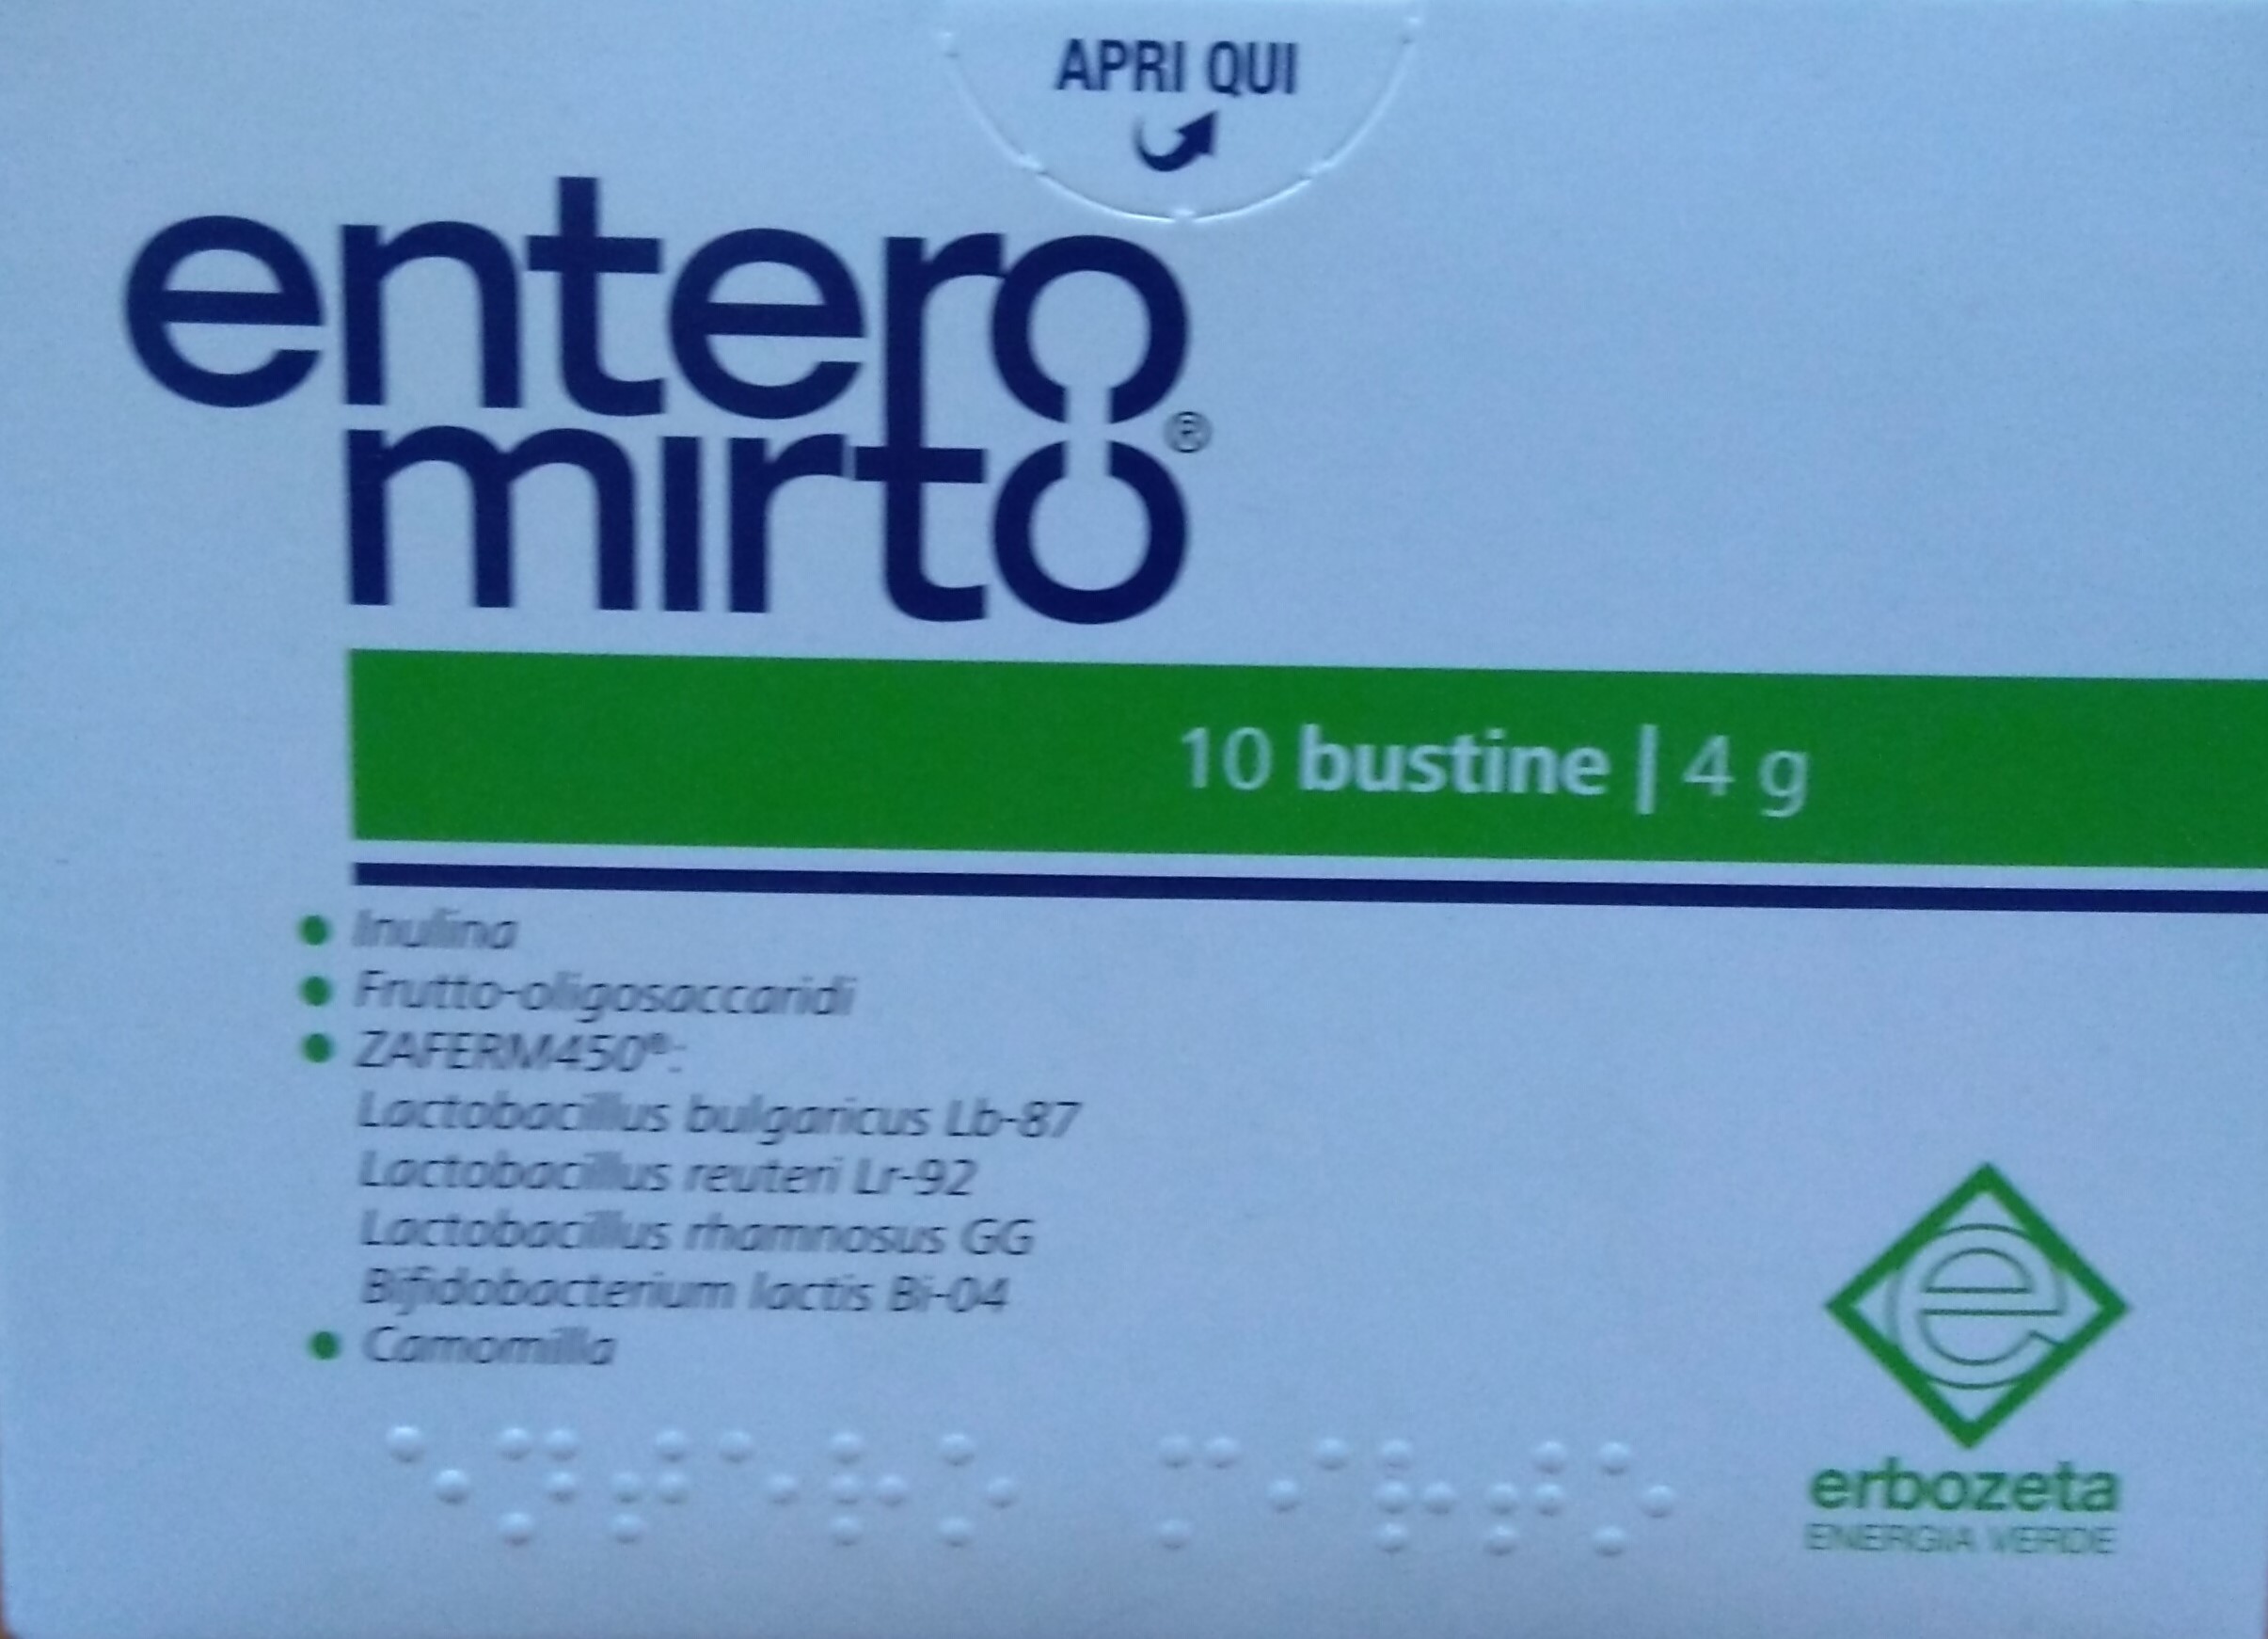 APRI QUI
entero
mirto®
10 bustine | 4 g
Inulina
Frutto-oligosaccaridi
ZAFERM450®:
Lactobacillus bulgaricus Lb-87
Lactobacillus reuteri Lr-92
Lactobacillus rhamnosus GG
Bifidobacterium lactis Bi-04
Camomilla
⠑⠝⠞⠑⠗⠕ ⠍⠊⠗⠞⠕
e
erbozeta
ENERGIA VERDE